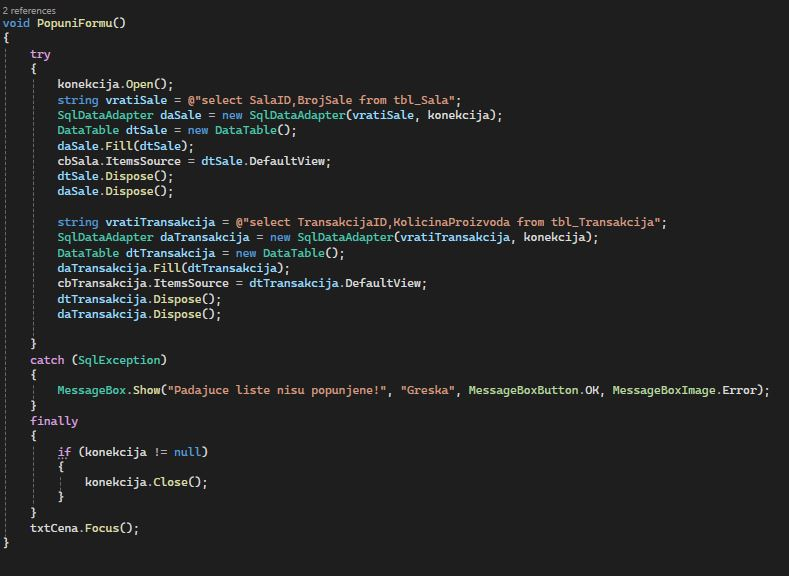 2 references
void PopuniFormu()
{
try
{
konekcija.Open();
string vratiSale = @"select SalaID,BrojSale from tbl_Sala";
SqlDataAdapter daSale = new SqlDataAdapter(vratiSale, konekcija);
DataTable dtSale = new DataTable();
daSale.Fill(dtSale);
cbSala.ItemsSource = dtSale.DefaultView;
dtSale.Dispose();
daSale.Dispose();
string vratiTransakcija = @"select TransakcijaID,KolicinaProizvoda from tbl_Transakcija";
SqlDataAdapter daTransakcija = new SqlDataAdapter(vratiTransakcija, konekcija);
DataTable dtTransakcija = new DataTable();
daTransakcija.Fill(dtTransakcija);
cbTransakcija.ItemsSource = dtTransakcija.DefaultView;
dtTransakcija.Dispose();
daTransakcija.Dispose();
}
catch (SqlException)
{
MessageBox.Show("Padajuce liste nisu popunjene!", "Greska", MessageBoxButton.OK, MessageBoxImage.Error);
}
finally
{
if (konekcija != null)
{
konekcija.Close();
}
}
txtCena.Focus();
}